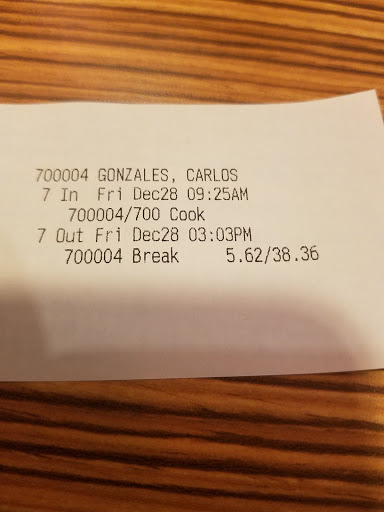 700004 GONZALES, CARLOS
7 In Fri Dec28 09:25AM
700004/700 Cook
7 Out Fri Dec28 03:03PM
700004 Break 5.62/38.36